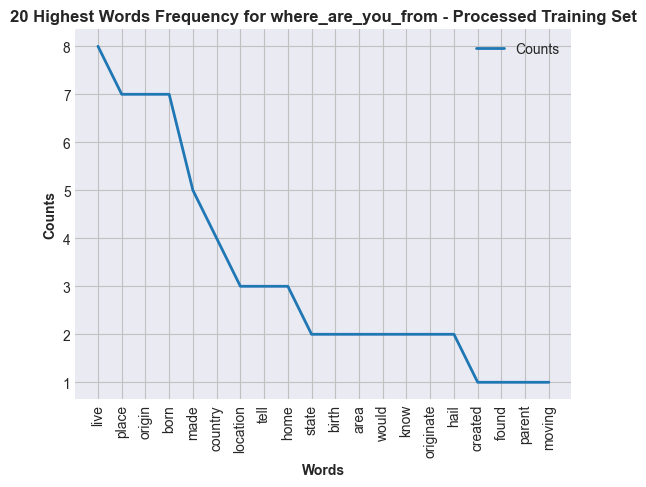 20 Highest Words Frequency for where_are_you_from - Processed Training Set
Counts
Counts
8
7
6
5
4
3
2
1
live
place
origin
born
made
country
location
tell
home
state
birth
area
would
know
originate
hail
created
found
parent
moving
Words